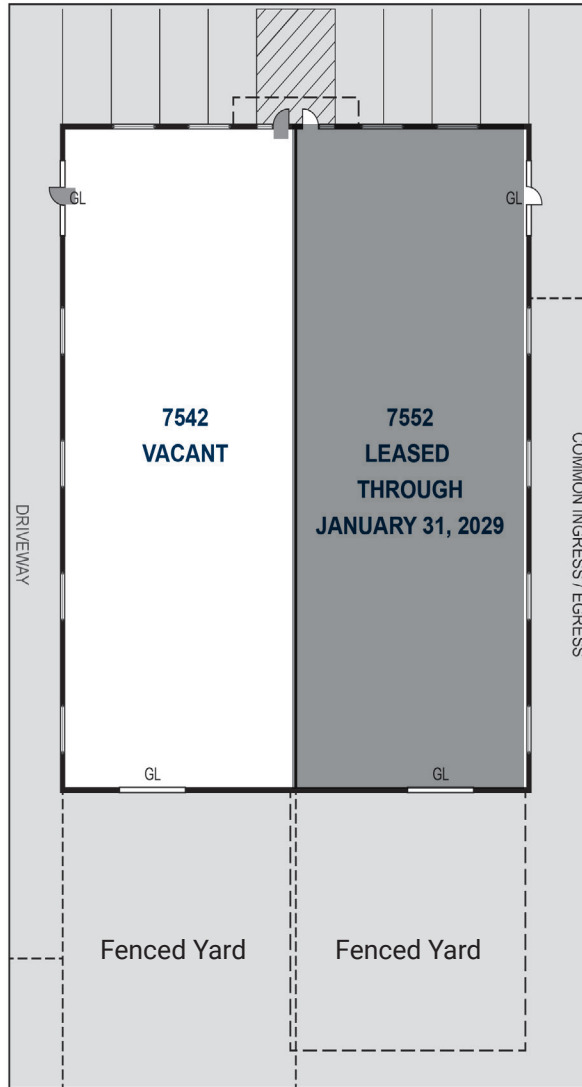 GL
GL
7542
VACANT
7552
LEASED
THROUGH
JANUARY 31, 2029
DRIVEWAY
COMMON INGRESS / EGRESS
GL
GL
Fenced Yard
Fenced Yard